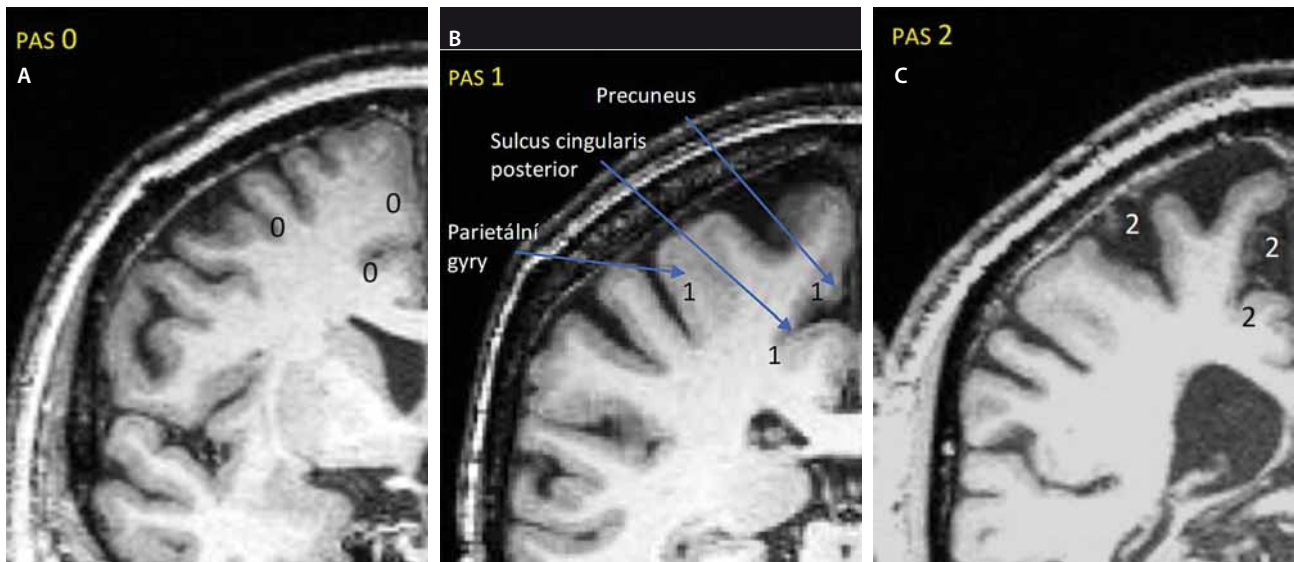 PAS 0
A
0
0
0
B
PAS 1
Precuneus
Sulcus cingularis
posterior
Parietální
gyry
1
1
1
PAS 2
C
2
2
2